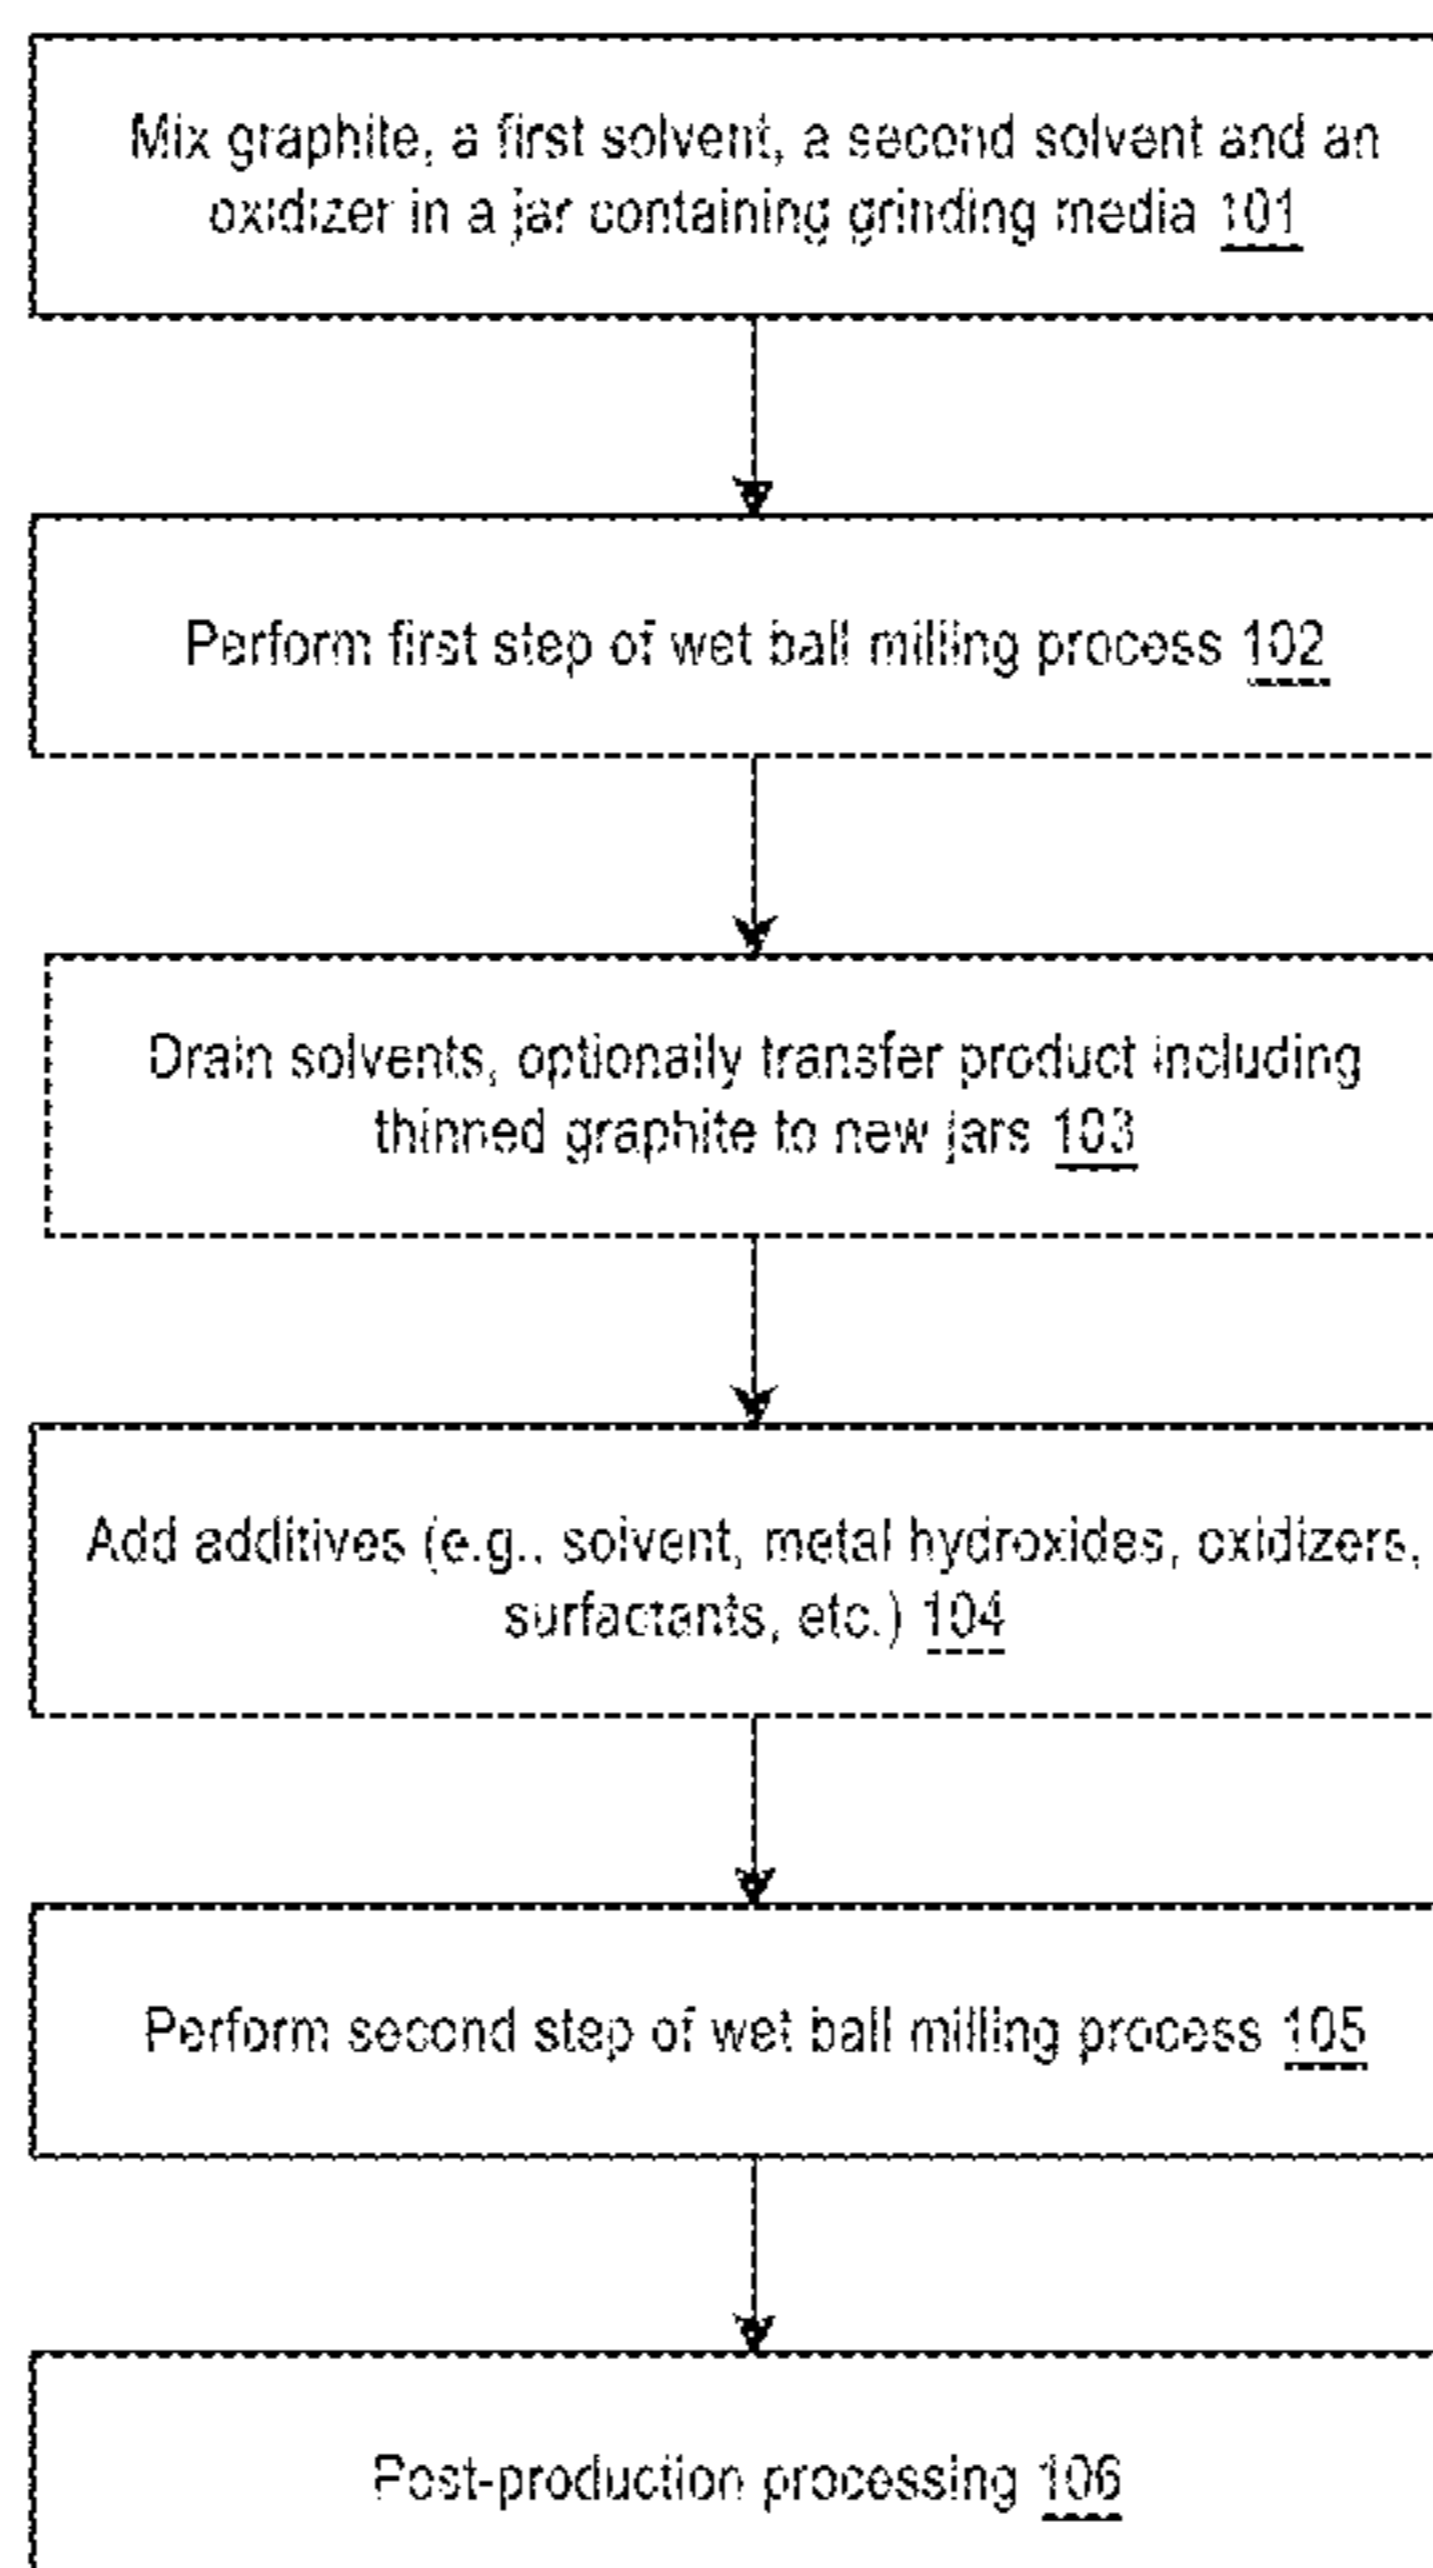 Mix graphite, a first solvent, a second solvent and an
oxidizer in a jar containing grinding media 101
Perform first step of wet ball milling process 102
Drain solvents, optionally transfer product including
thinned graphite to new jars 103
Add additives (e.g., solvent, metal hydroxides, oxidizers,
surfactants, etc.) 104
Perform second step of wet ball milling process 105
Post-production processing 106